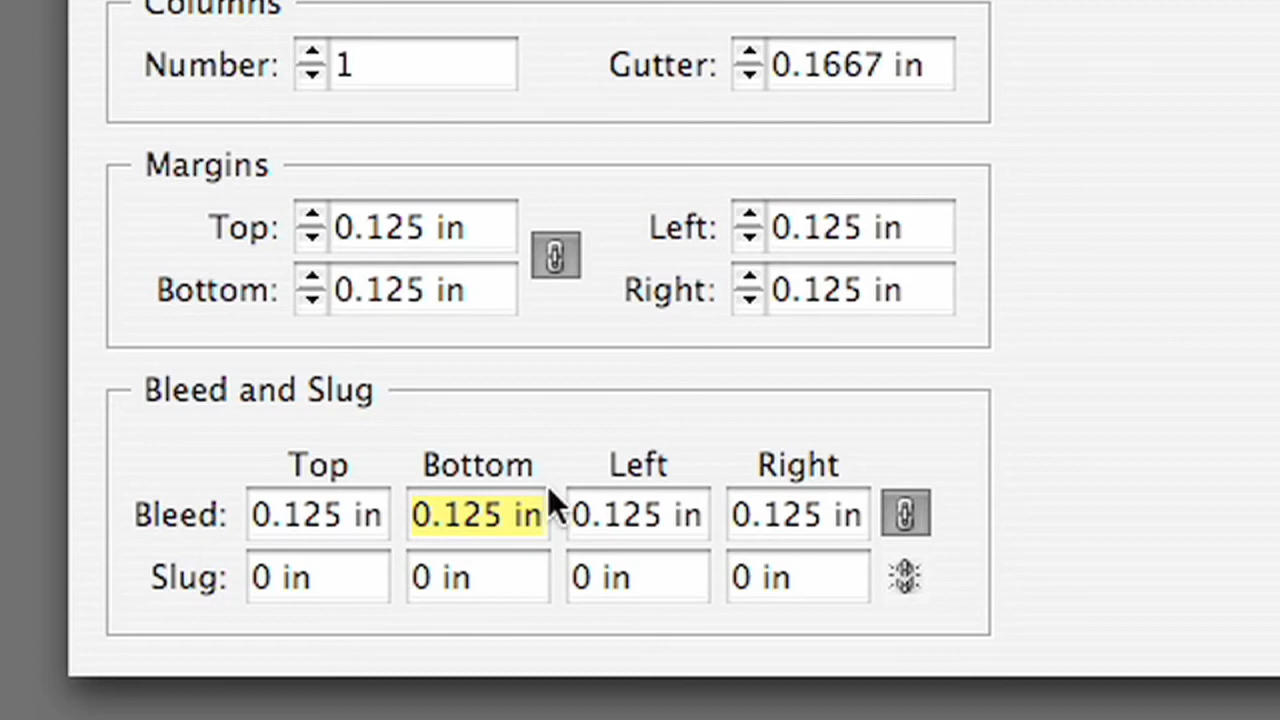 Columns
Number: 1 Gutter: 0.1667 in
Margins
Top: 0.125 in Left: 0.125 in
Bottom: 0.125 in Right: 0.125 in
Bleed and Slug
Top Bottom Left Right
Bleed: 0.125 in 0.125 in 0.125 in 0.125 in
Slug: 0 in 0 in 0 in 0 in